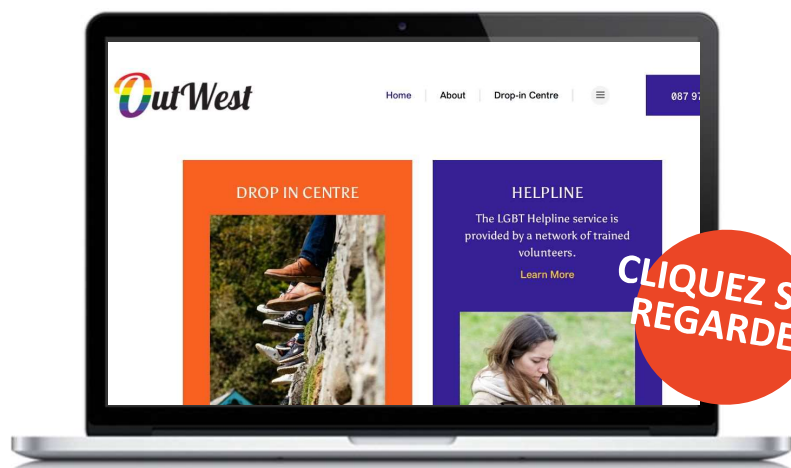 OutWest
Home
About
Drop-in Centre
087 97
DROP IN CENTRE
HELPLINE
The LGBT Helpline service is
provided by a network of trained
volunteers.
Learn More
CLIQUEZ S
REGARDE